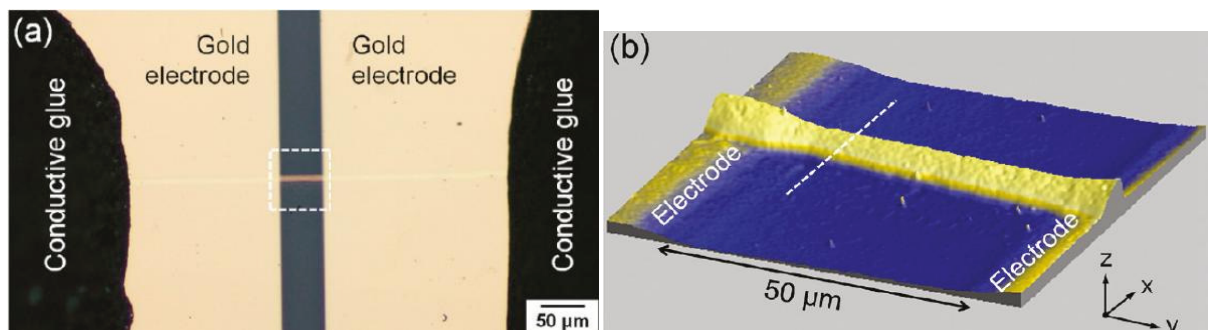 (a)
Gold
electrode
Gold
electrode
Conductive glue
Conductive glue
50 µm
(b)
Electrode
Electrode
50 µm
z
x
y